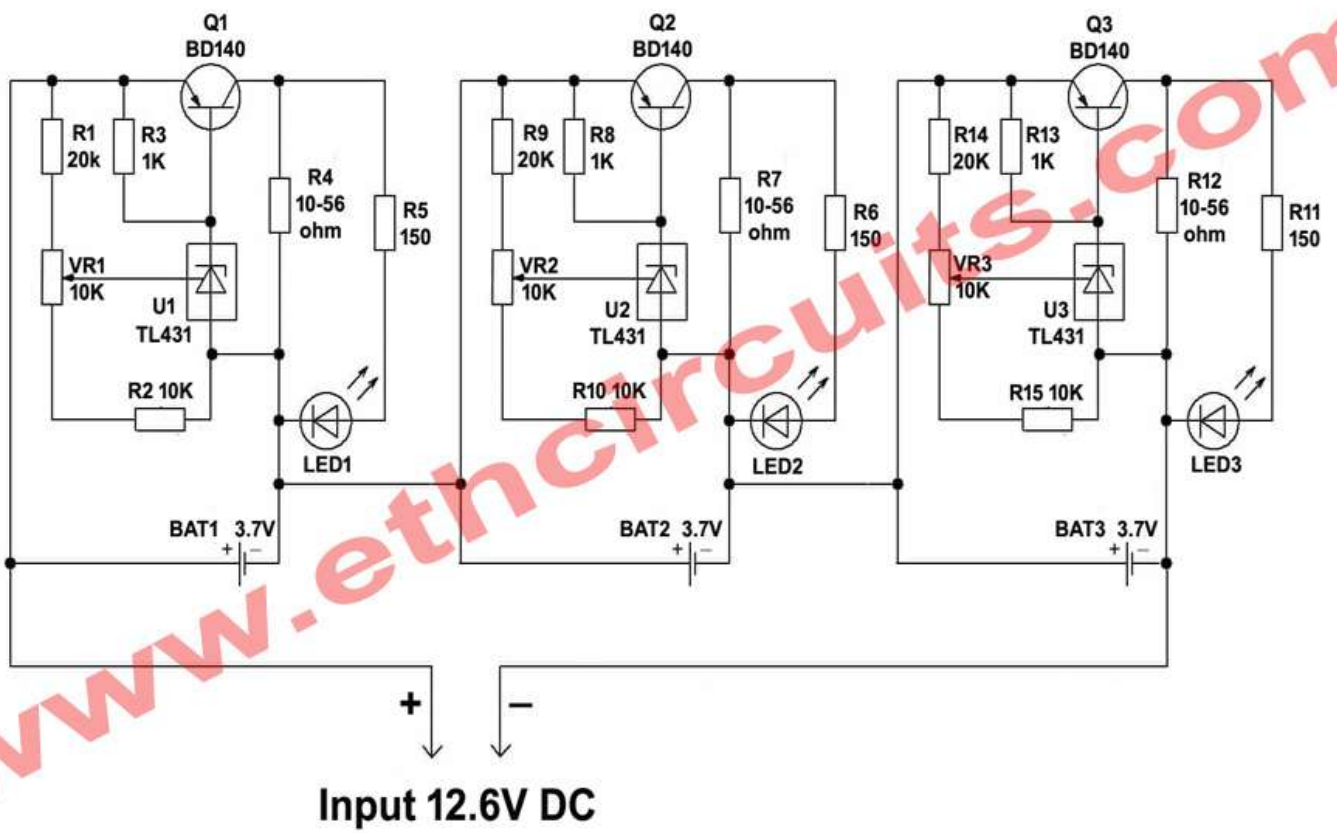 Q1
BD140
Q2
BD140
Q3
BD140
R1
20k
R3
1K
R4
10-56
ohm
R5
150
VR1
10K
U1
TL431
R2 10K
LED1
BAT1 3.7V
+ −
R9
20K
R8
1K
R7
10-56
ohm
R6
150
VR2
10K
U2
TL431
R10 10K
LED2
BAT2 3.7V
+ −
R14
20K
R13
1K
R12
10-56
ohm
R11
150
VR3
10K
U3
TL431
R15 10K
LED3
BAT3 3.7V
+ −
+ −
Input 12.6V DC
www.ethcircuits.com